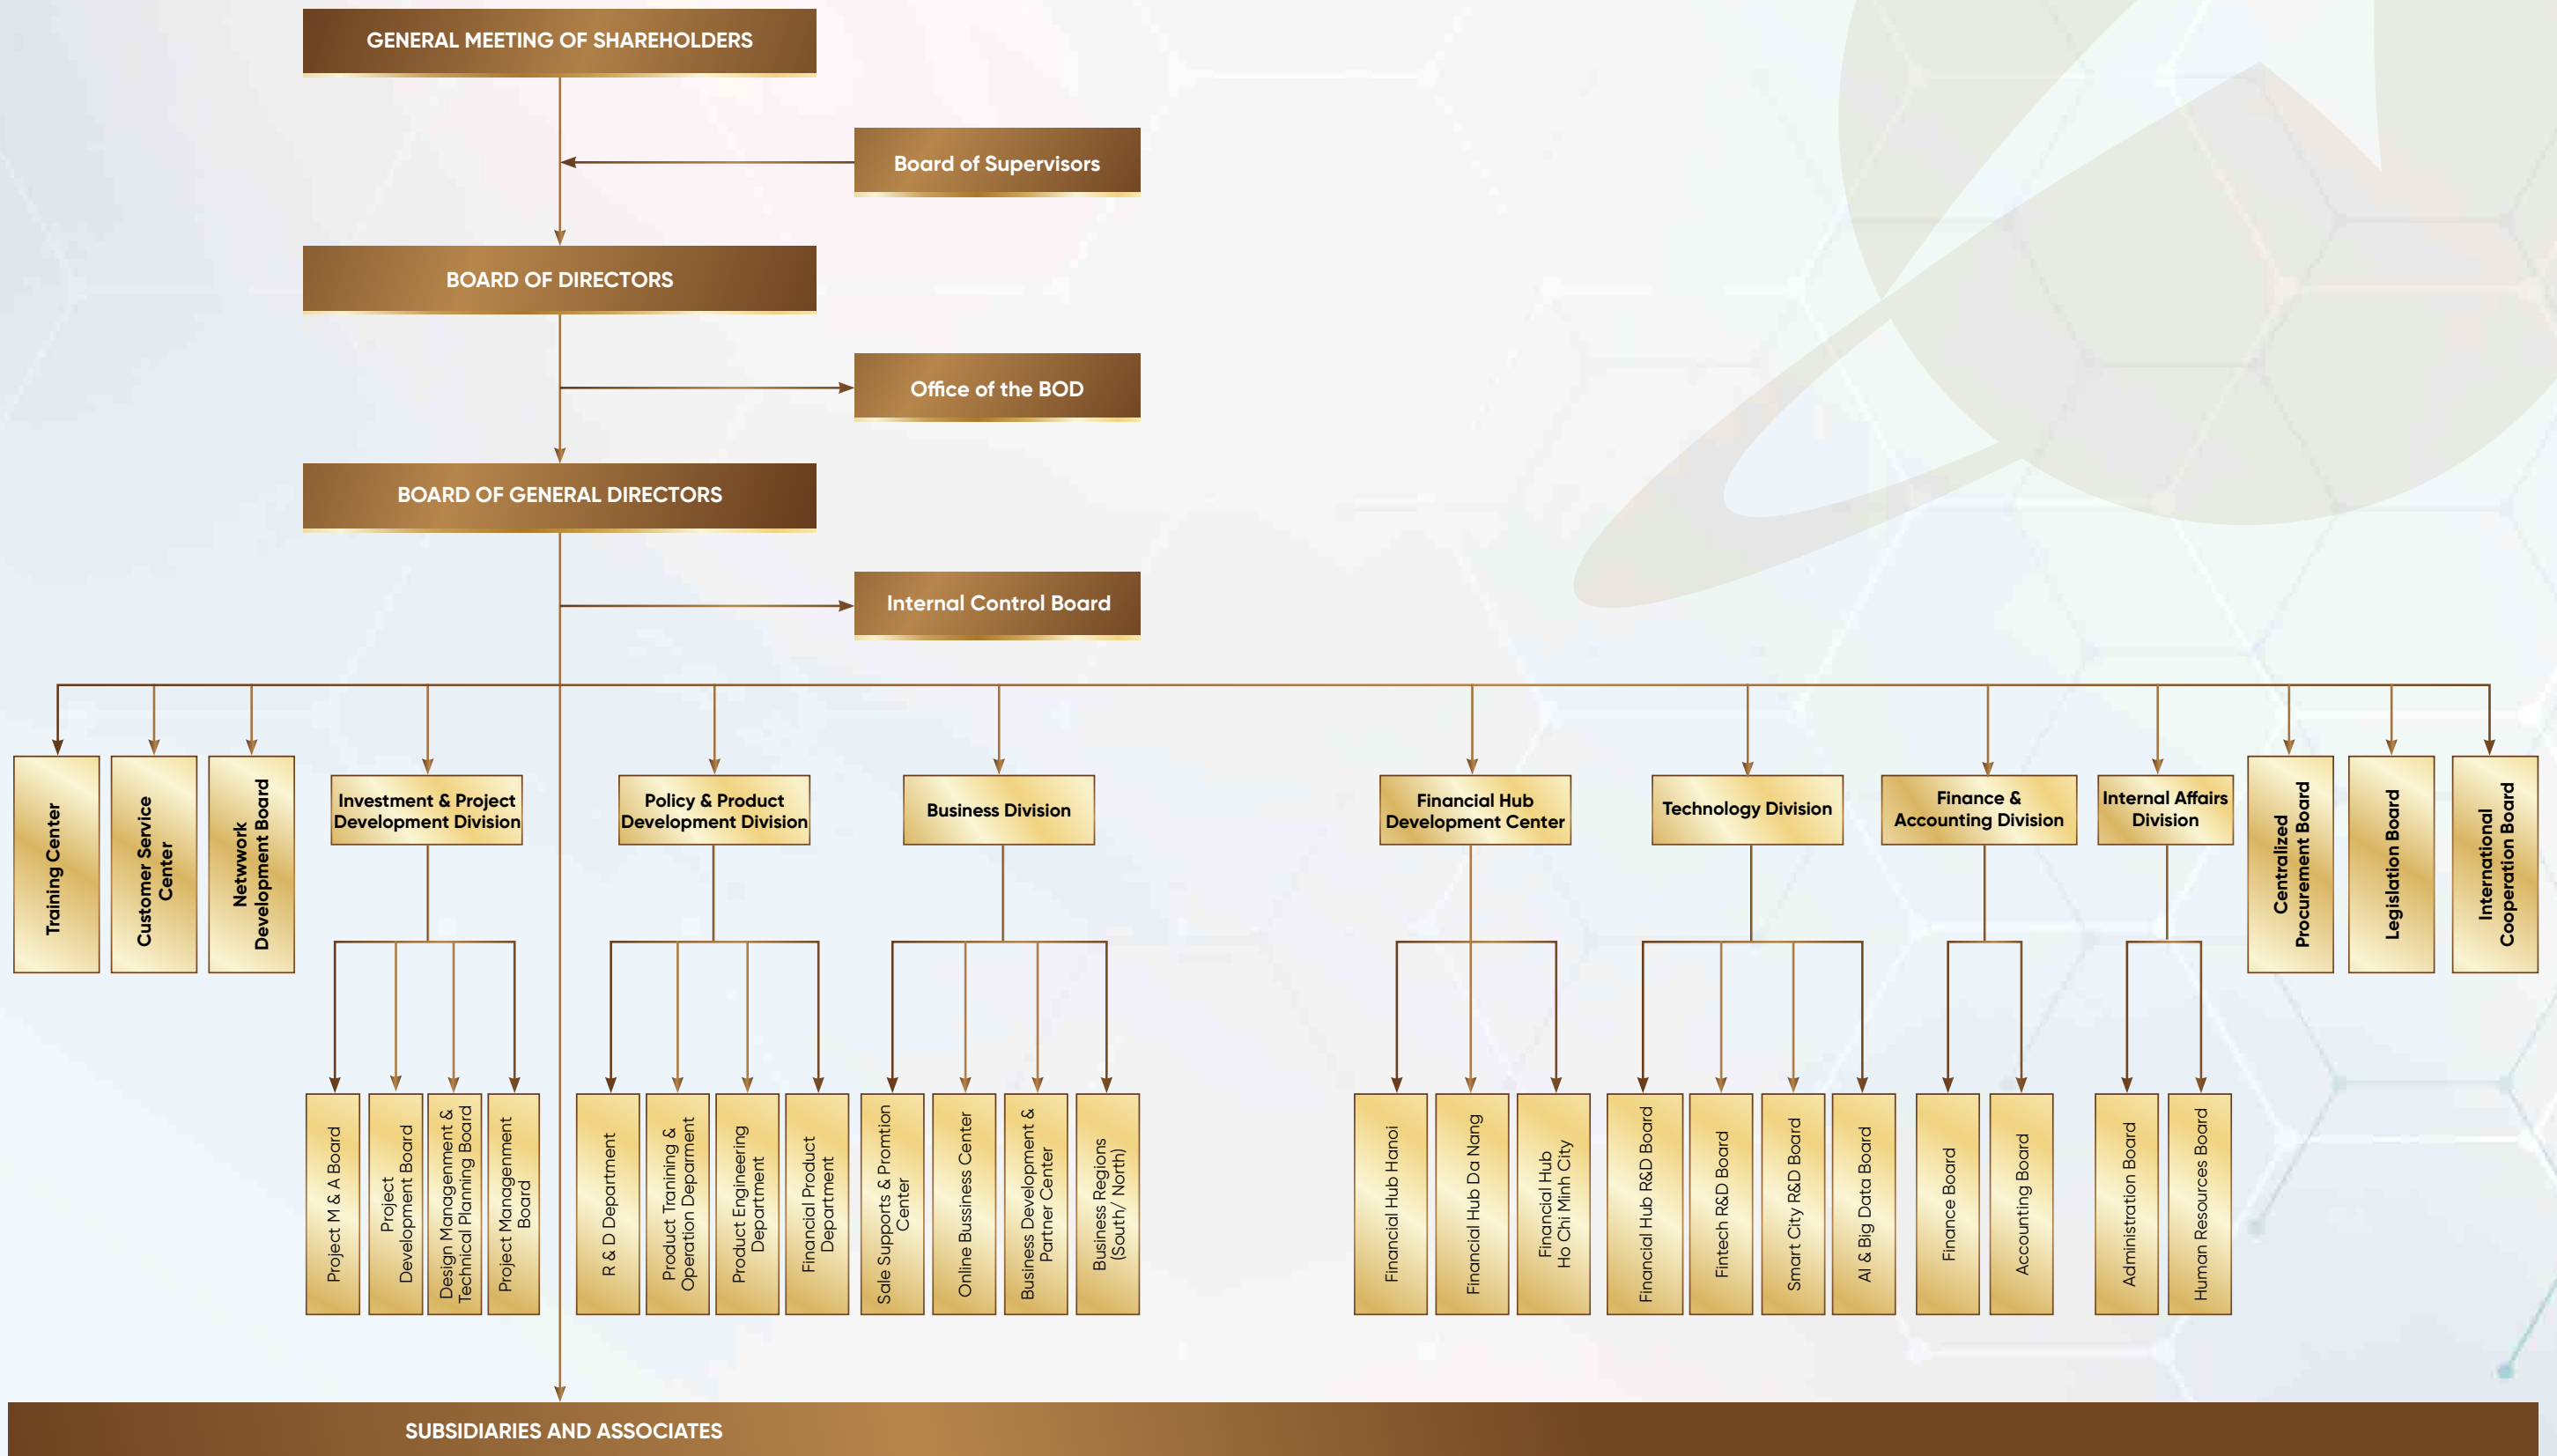 GENERAL MEETING OF SHAREHOLDERS
Board of Supervisors
BOARD OF DIRECTORS
Office of the BOD
BOARD OF GENERAL DIRECTORS
Internal Control Board
Training Center
Customer Service
Center
Netwwork
Development Board
Investment & Project
Development Division
Policy & Product
Development Division
Business Division
Financial Hub
Development Center
Technology Division
Finance &
Accounting Division
Internal Affairs
Division
Centralized
Procurement Board
Legislation Board
International
Cooperation Board
Project M & A Board
Project
Development Board
Design Managenment &
Technical Planning Board
Project Managenment
Board
R & D Department
Product Tranining &
Operation Deparment
Product Engineering
Department
Financial Product
Department
Sale Supports & Promtion
Center
Online Bussiness Center
Business Development &
Partner Center
Business Regions
(South/ North)
Financial Hub Hanoi
Financial Hub Da Nang
Financial Hub
Ho Chi Minh City
Financial Hub R&D Board
Fintech R&D Board
Smart City R&D Board
AI & Big Data Board
Finance Board
Accounting Board
Administration Board
Human Resources Board
SUBSIDIARIES AND ASSOCIATES